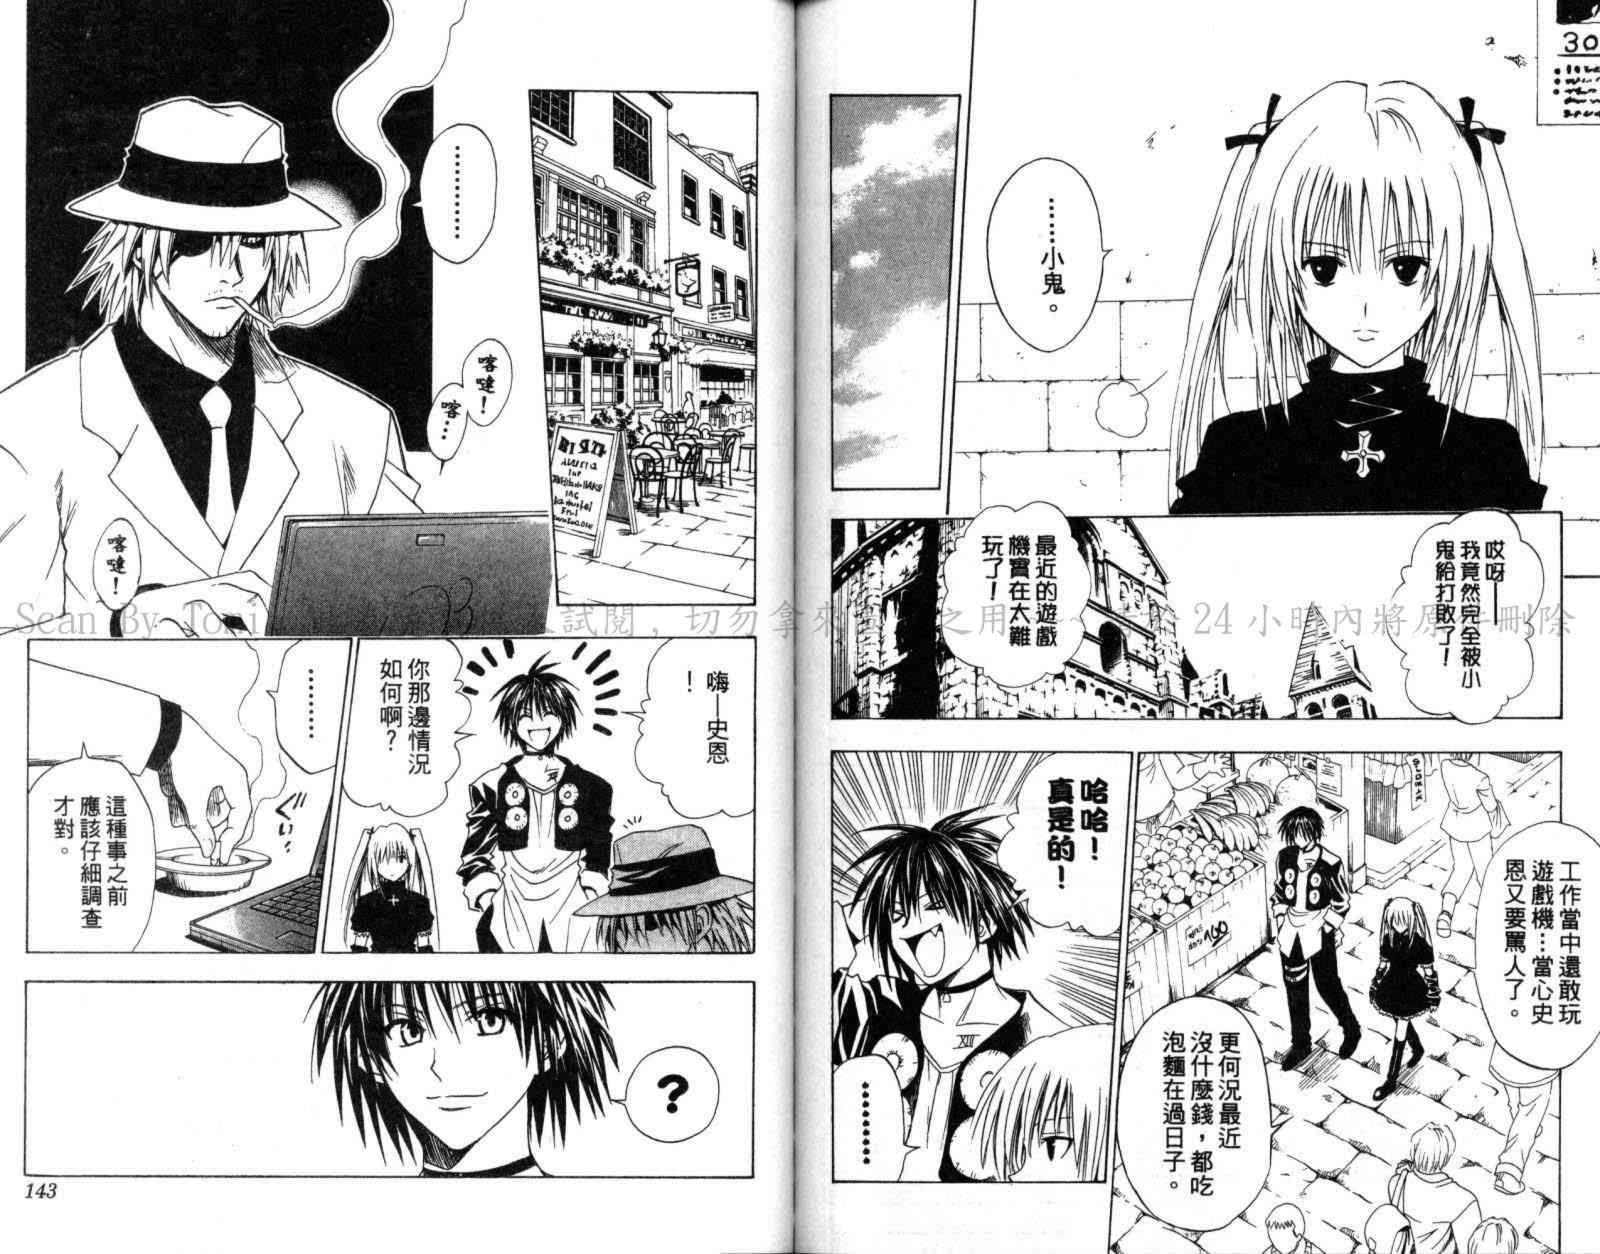 30
……小鬼。
哎呀——
我竟然完全被小
鬼給打敗了！
最近的遊戲
機實在太難
玩了！
工作當中還敢玩
遊戲機…當心史
恩又要罵人了。
更何況最近
沒什麼錢，都吃
泡麵在過日子。
100
哈哈！
真是的！
XIII
………
………
喀噠！
喀…
喀噠！
嗨—史恩
！
你那邊情況
如何啊？
………
這種事之前
應該仔細調查
才對。
？
143
Scan By Toni
試閱，切勿拿來
之用
24 小時內將原
刪除